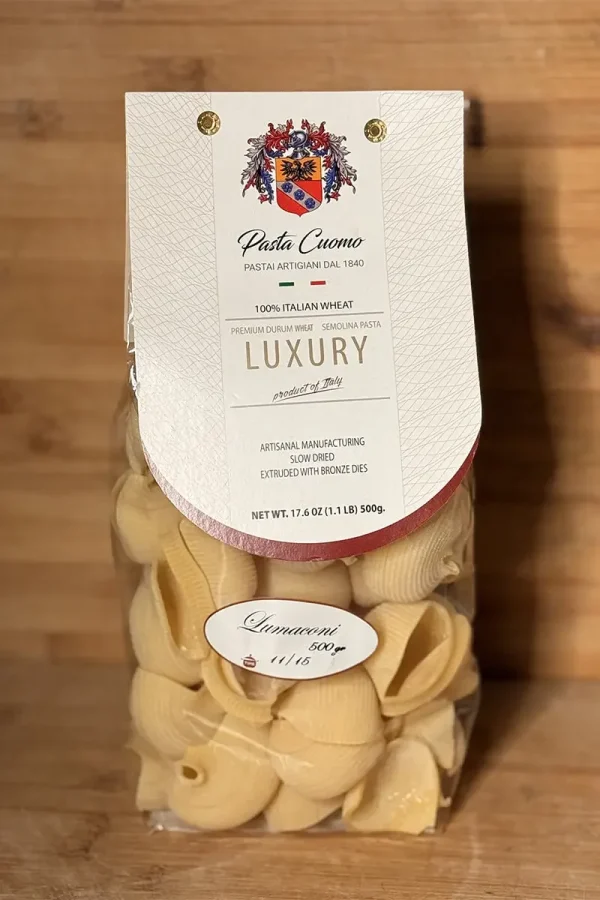 Pasta Cuomo
PASTAI ARTIGIANI DAL 1840
100% ITALIAN WHEAT
PREMIUM DURUM WHEAT SEMOLINA PASTA
LUXURY
product of Italy
ARTISANAL MANUFACTURING
SLOW DRIED
EXTRUDED WITH BRONZE DIES
NET WT. 17.6 OZ (1.1 LB) 500g.
Lumaconi
500gr
11/15